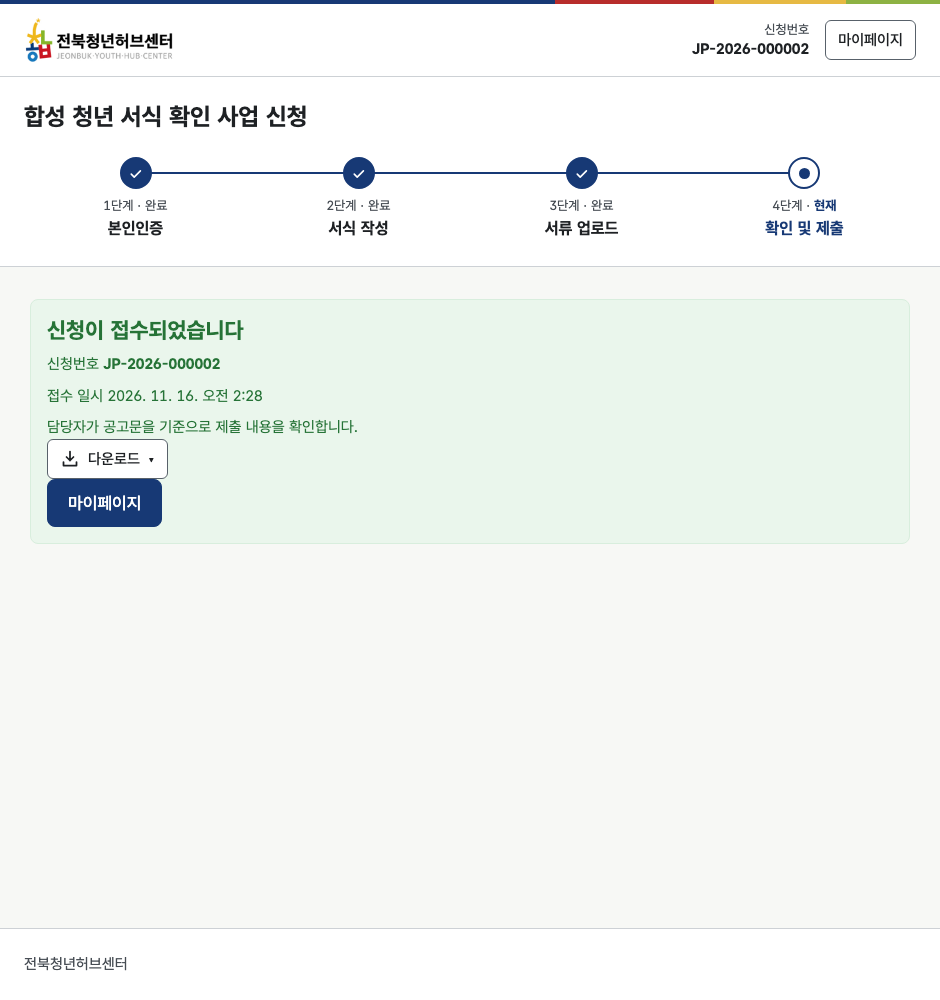 전북청년허브센터
JEONBUK·YOUTH·HUB·CENTER
신청번호
JP-2026-000002
마이페이지
합성 청년 서식 확인 사업 신청
1단계 · 완료
본인인증
2단계 · 완료
서식 작성
3단계 · 완료
서류 업로드
4단계 · 현재
확인 및 제출
신청이 접수되었습니다
신청번호 JP-2026-000002
접수 일시 2026. 11. 16. 오전 2:28
담당자가 공고문을 기준으로 제출 내용을 확인합니다.
다운로드 ▾
마이페이지
전북청년허브센터